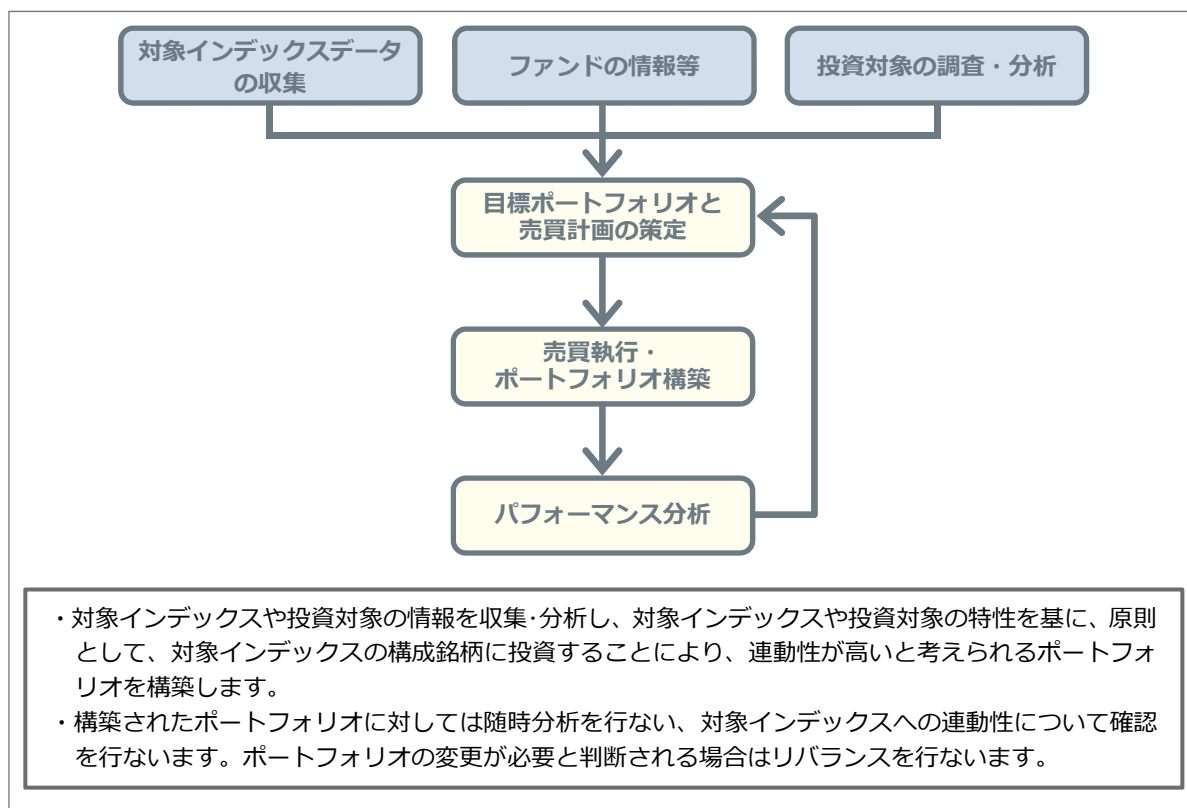 対象インデックスデータ
の収集
ファンドの情報等
投資対象の調査・分析
目標ポートフォリオと
売買計画の策定
売買執行・
ポートフォリオ構築
パフォーマンス分析
・対象インデックスや投資対象の情報を収集･分析し、対象インデックスや投資対象の特性を基に、原則
として、対象インデックスの構成銘柄に投資することにより、連動性が高いと考えられるポートフォ
リオを構築します。
・構築されたポートフォリオに対しては随時分析を行ない、対象インデックスへの連動性について確認
を行ないます。ポートフォリオの変更が必要と判断される場合はリバランスを行ないます。